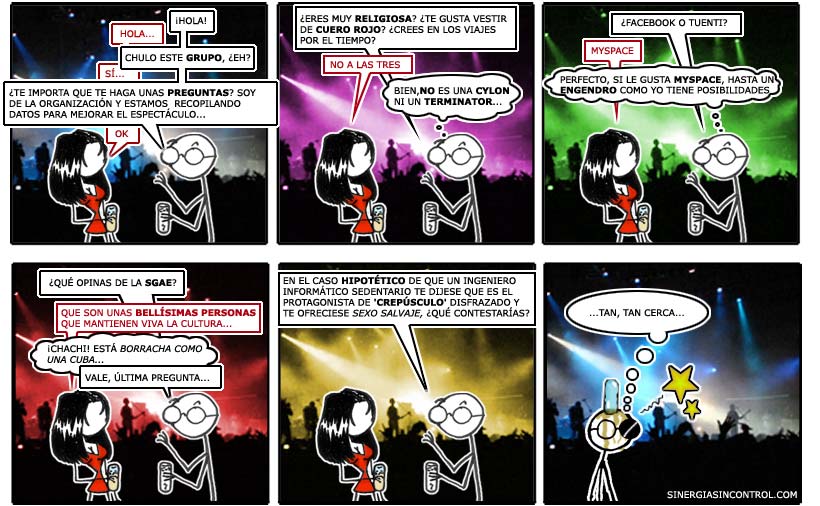 ¡HOLA!
HOLA...
CHULO ESTE GRUPO, ¿EH?
SÍ...
¿TE IMPORTA QUE TE HAGA UNAS PREGUNTAS? SOY
DE LA ORGANIZACIÓN Y ESTAMOS RECOPILANDO
DATOS PARA MEJORAR EL ESPECTÁCULO...
OK
¿ERES MUY RELIGIOSA? ¿TE GUSTA VESTIR
DE CUERO ROJO? ¿CREES EN LOS VIAJES
POR EL TIEMPO?
NO A LAS TRES
BIEN,NO ES UNA CYLON
NI UN TERMINATOR...
¿FACEBOOK O TUENTI?
MYSPACE
PERFECTO, SI LE GUSTA MYSPACE, HASTA UN
ENGENDRO COMO YO TIENE POSIBILIDADES
¿QUÉ OPINAS DE LA SGAE?
QUE SON UNAS BELLÍSIMAS PERSONAS
QUE MANTIENEN VIVA LA CULTURA...
¡CHACHI! ESTÁ BORRACHA COMO
UNA CUBA...
VALE, ÚLTIMA PREGUNTA...
EN EL CASO HIPOTÉTICO DE QUE UN INGENIERO
INFORMÁTICO SEDENTARIO TE DIJESE QUE ES EL
PROTAGONISTA DE 'CREPÚSCULO' DISFRAZADO Y
TE OFRECIESE SEXO SALVAJE, ¿QUÉ CONTESTARÍAS?
...TAN, TAN CERCA...
SINERGIASINCONTROL.COM